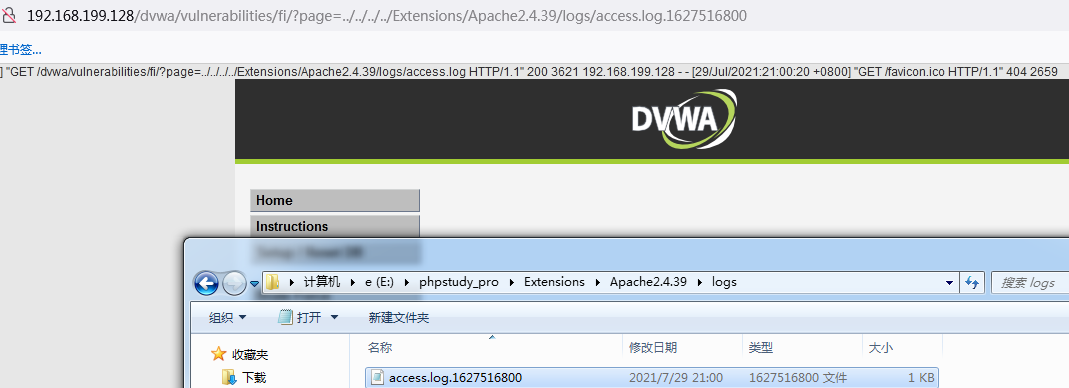 192.168.199.128/dvwa/vulnerabilities/fi/?page=../../../../Extensions/Apache2.4.39/logs/access.log.1627516800
理书签...
] "GET /dvwa/vulnerabilities/fi/?page=../../../../Extensions/Apache2.4.39/logs/access.log HTTP/1.1" 200 3621 192.168.199.128 - - [29/Jul/2021:21:00:20 +0800] "GET /favicon.ico HTTP/1.1" 404 2659
DVWA
Home
Instructions
Setup / Reset DB
计算机 e (E:) phpstudy_pro Extensions Apache2.4.39 logs 搜索 logs
组织 打开 新建文件夹
收藏夹 名称 修改日期 类型 大小
下载 access.log.1627516800 2021/7/29 21:00 1627516800 文件 1 KB